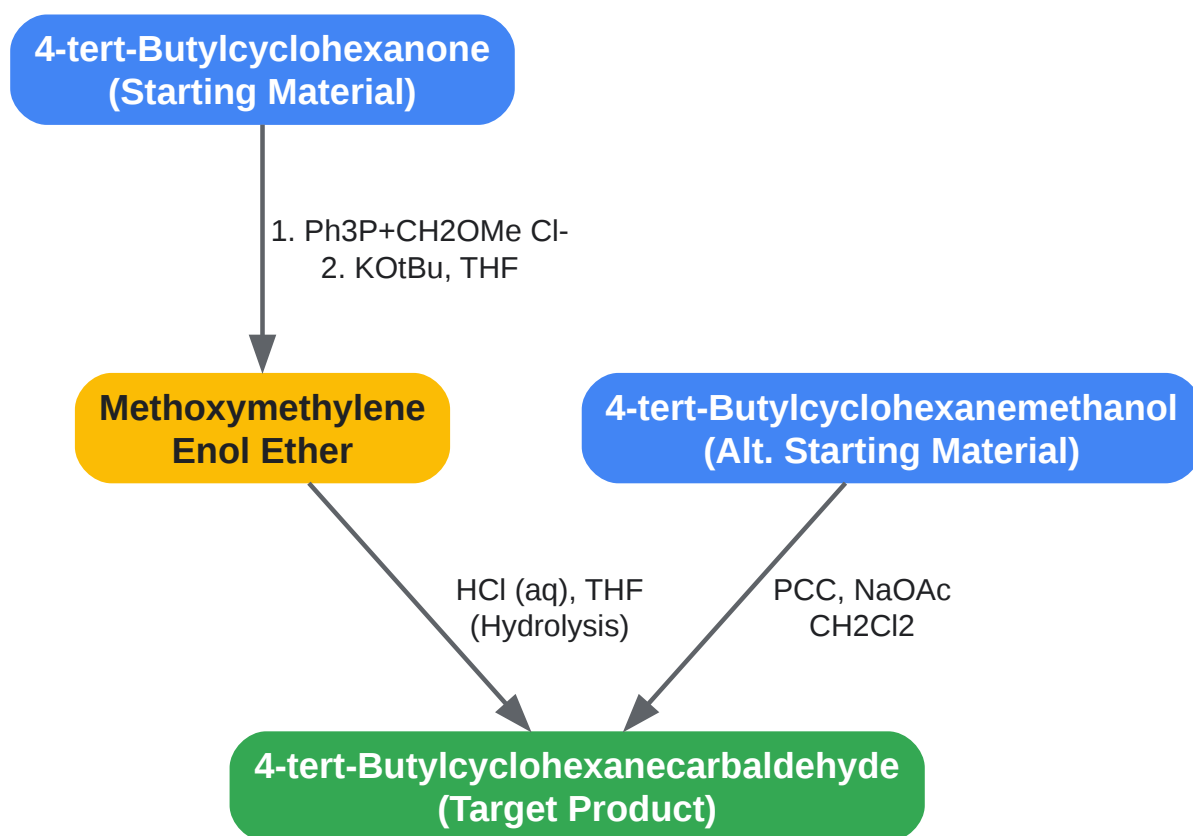 4-tert-Butylcyclohexanone
(Starting Material)
1. Ph3P+CH2OMe Cl-
2. KOtBu, THF
Methoxymethylene
Enol Ether
4-tert-Butylcyclohexanemethanol
(Alt. Starting Material)
HCl (aq), THF
(Hydrolysis)
PCC, NaOAc
CH2Cl2
4-tert-Butylcyclohexanecarbaldehyde
(Target Product)